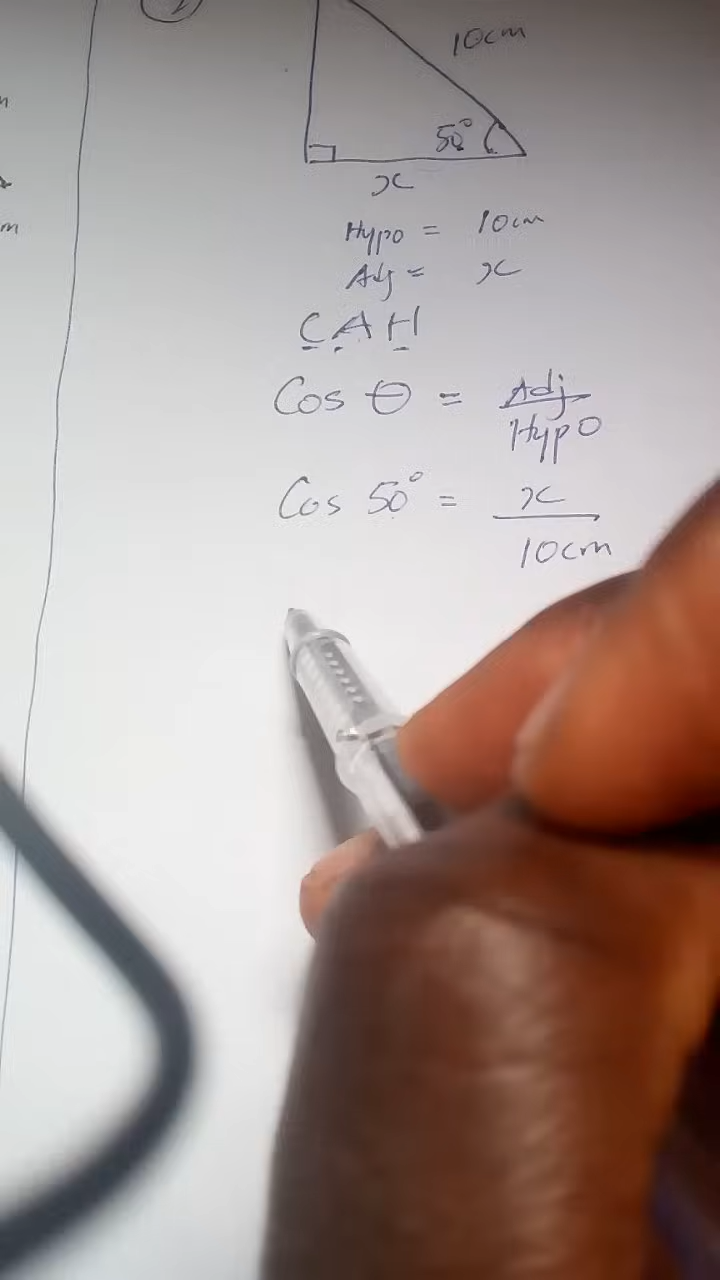 10cm
50°
x
Hypo = 10cm
Adj = x
CAH
Cos θ = Adj
Hypo
Cos 50° = x
10cm